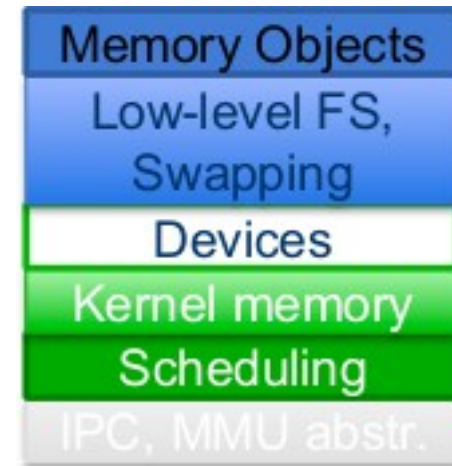 Memory Objects
Low-level FS,
Swapping
Devices
Kernel memory
Scheduling
IPC, MMU abstr.